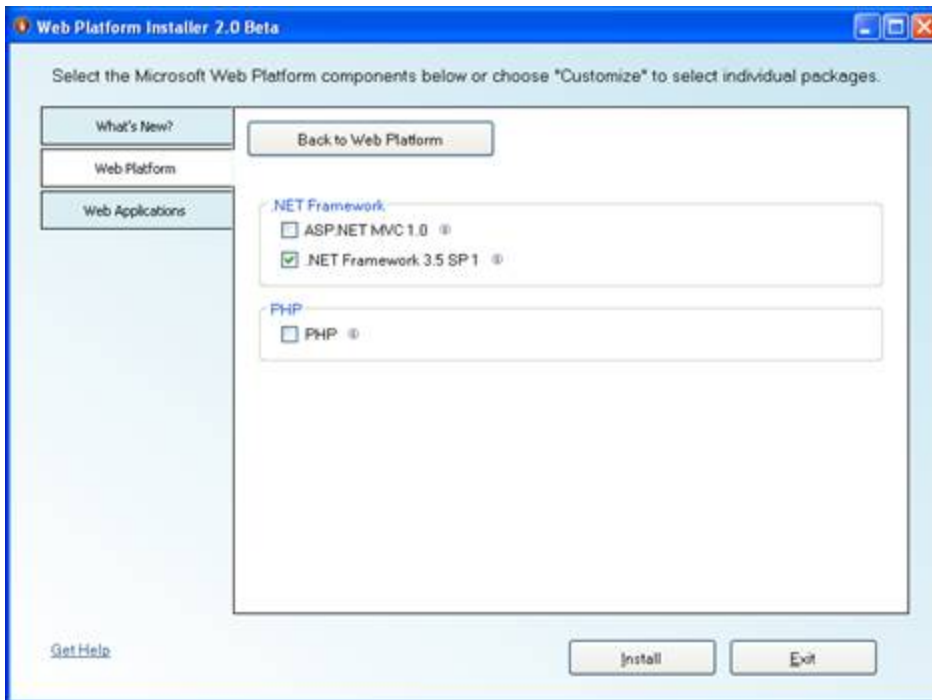 Web Platform Installer 2.0 Beta
Select the Microsoft Web Platform components below or choose "Customize" to select individual packages.
What's New?
Web Platform
Web Applications
Back to Web Platform
.NET Framework
ASP.NET MVC 1.0
.NET Framework 3.5 SP 1
PHP
PHP
Get Help
Install
Exit